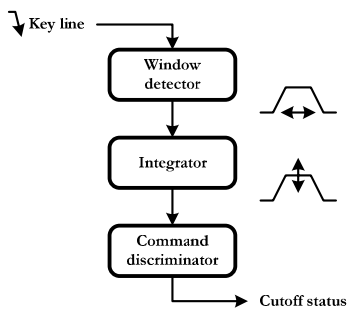 Key line
Window
detector
Integrator
Command
discriminator
Cutoff status